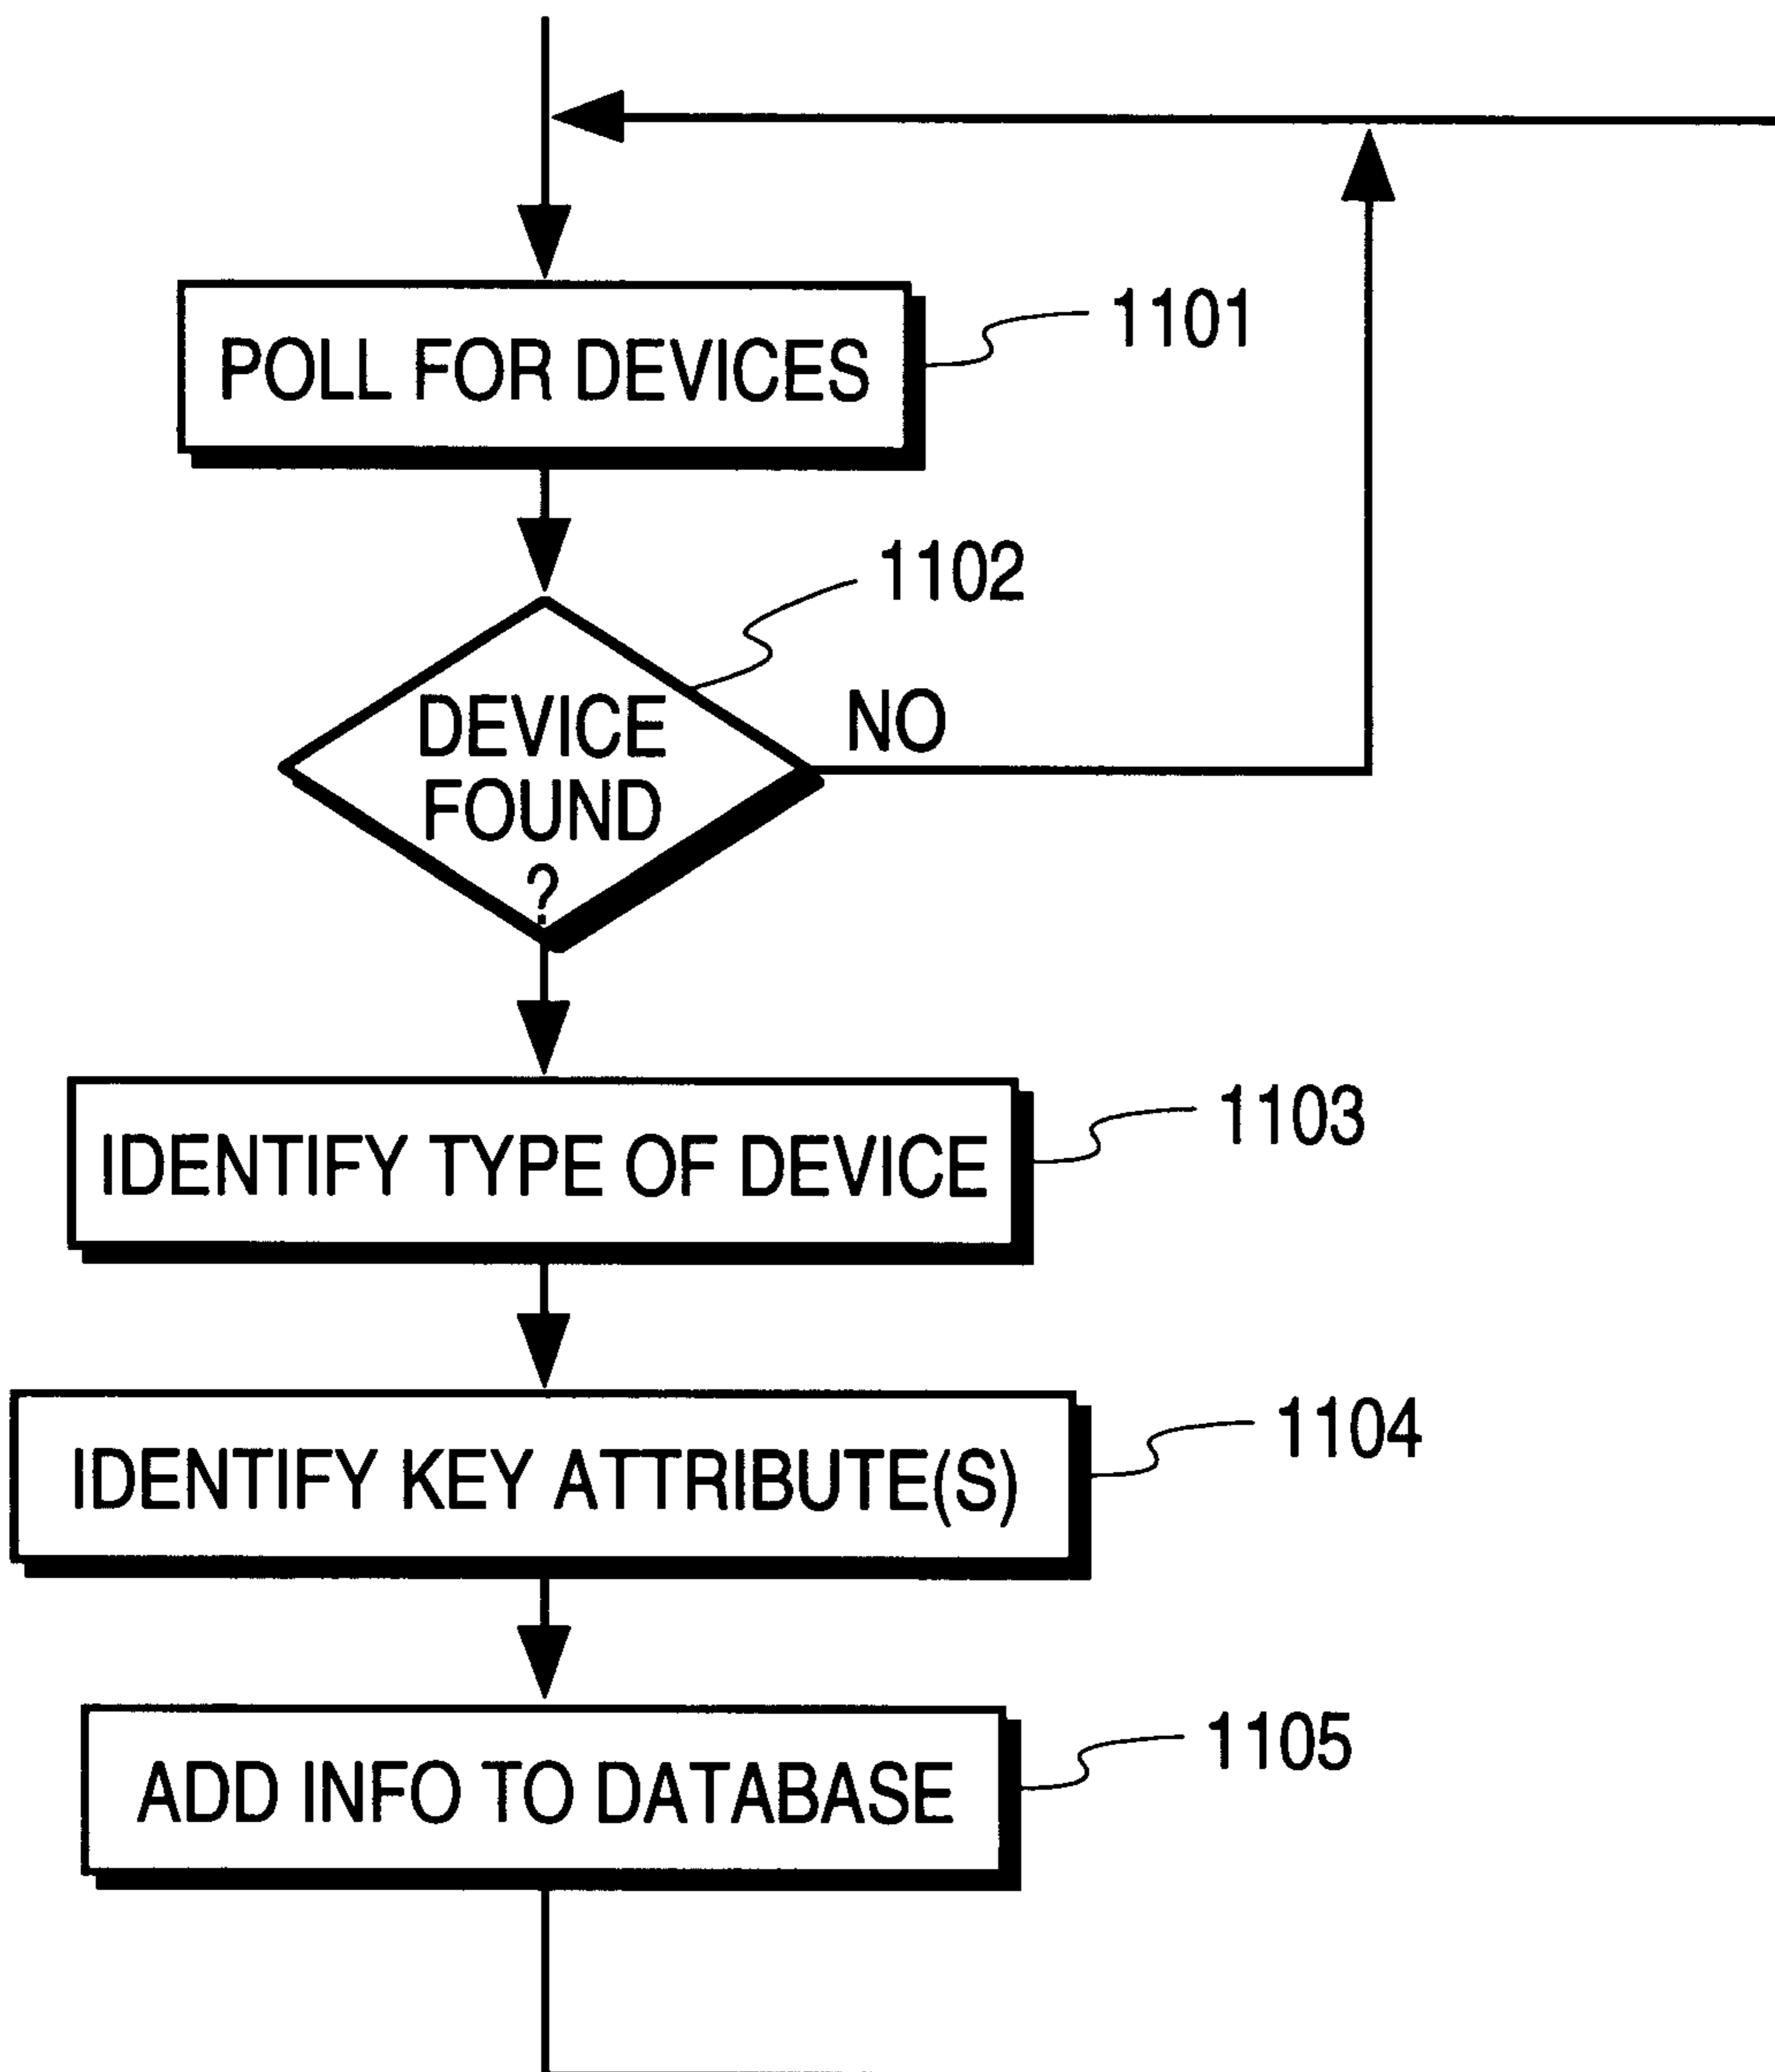 POLL FOR DEVICES
1101
1102
DEVICE
FOUND
?
NO
IDENTIFY TYPE OF DEVICE
1103
IDENTIFY KEY ATTRIBUTE(S)
1104
ADD INFO TO DATABASE
1105